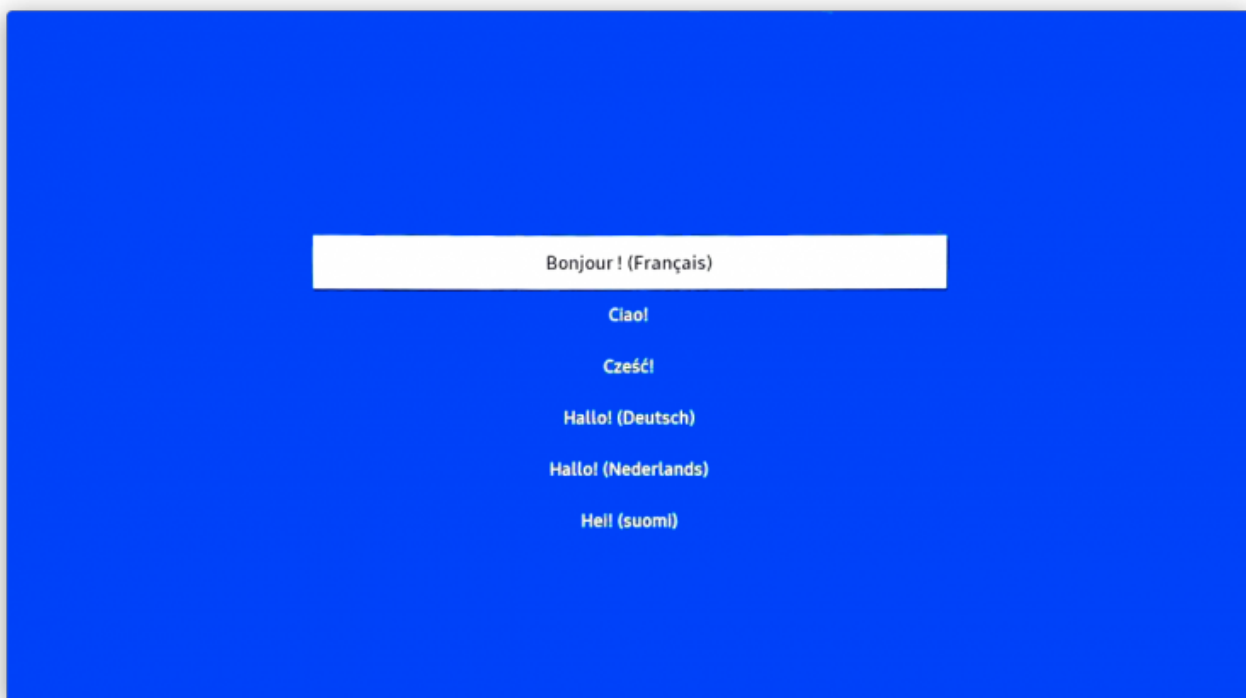 Bonjour ! (Français)
Ciao!
Cześć!
Hallo! (Deutsch)
Hallo! (Nederlands)
Hei! (suomi)